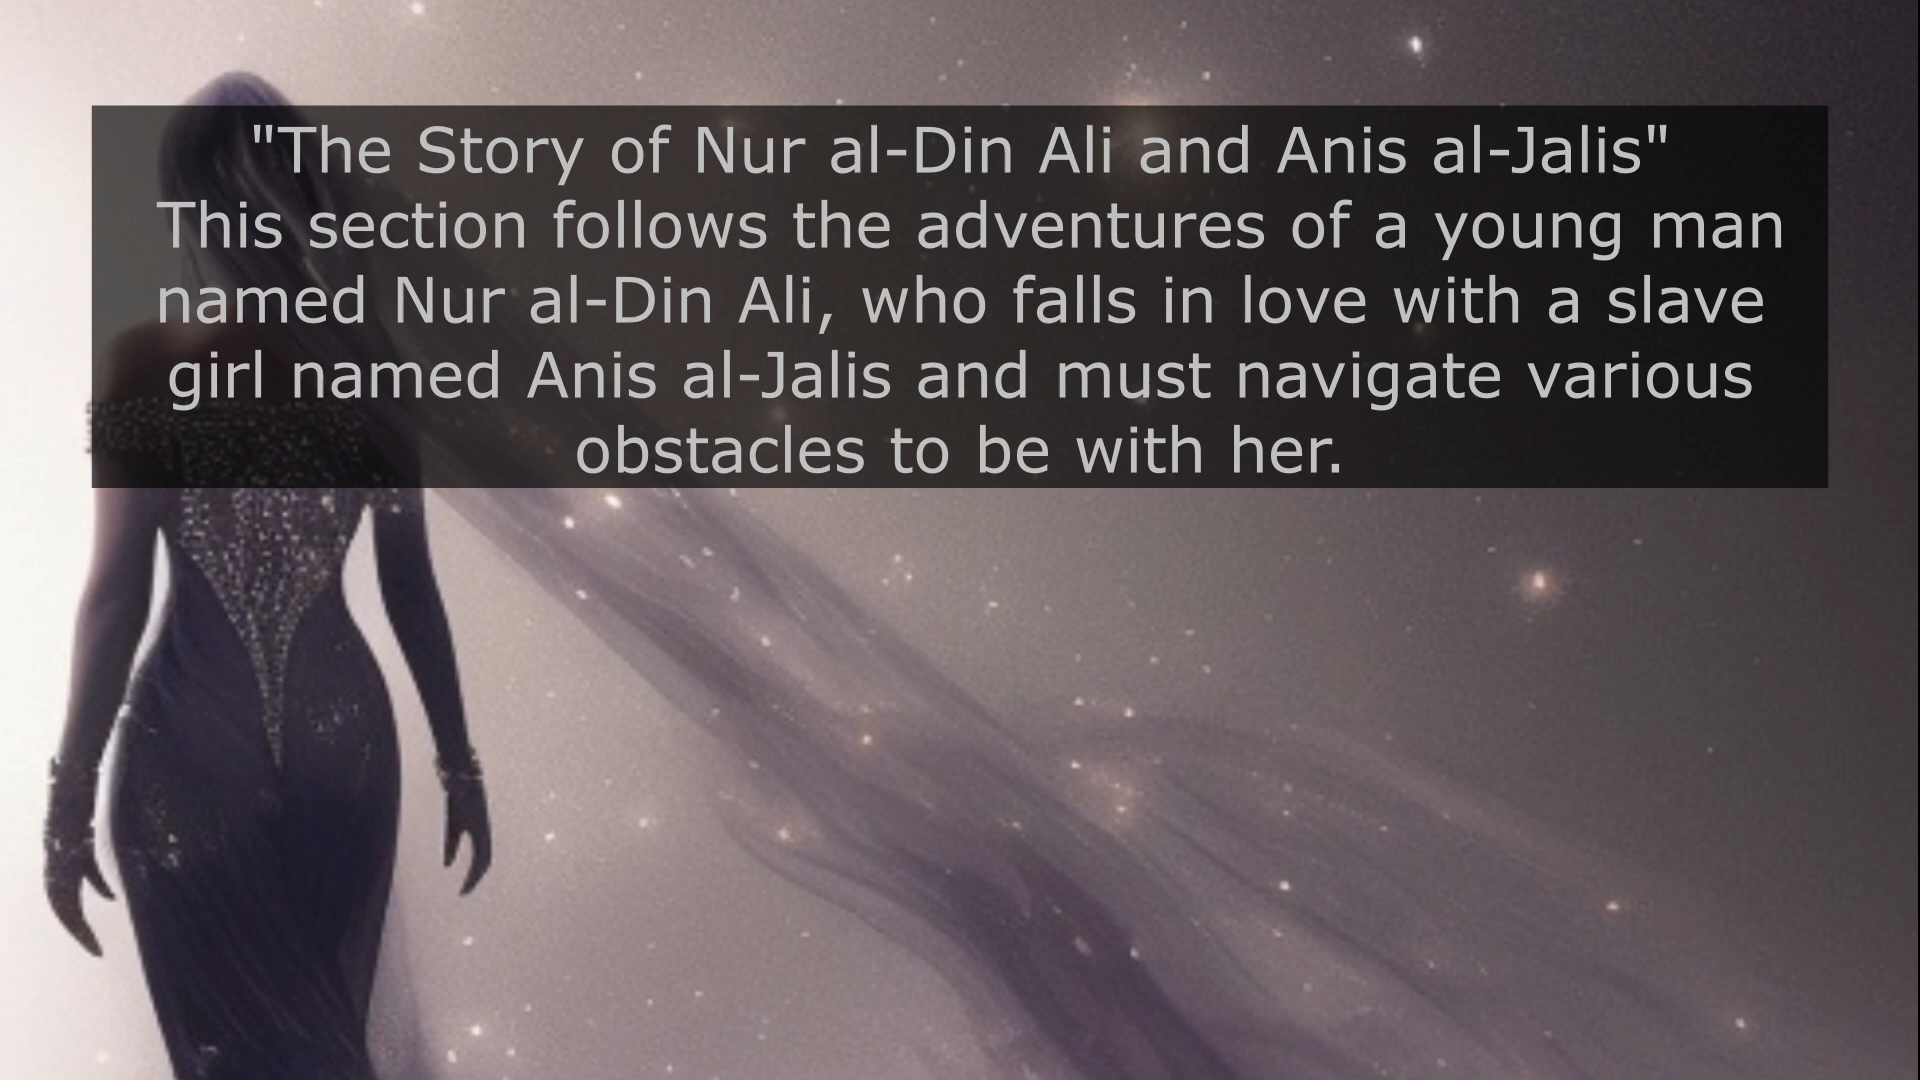 "The Story of Nur al-Din Ali and Anis al-Jalis"
This section follows the adventures of a young man
named Nur al-Din Ali, who falls in love with a slave
girl named Anis al-Jalis and must navigate various
obstacles to be with her.